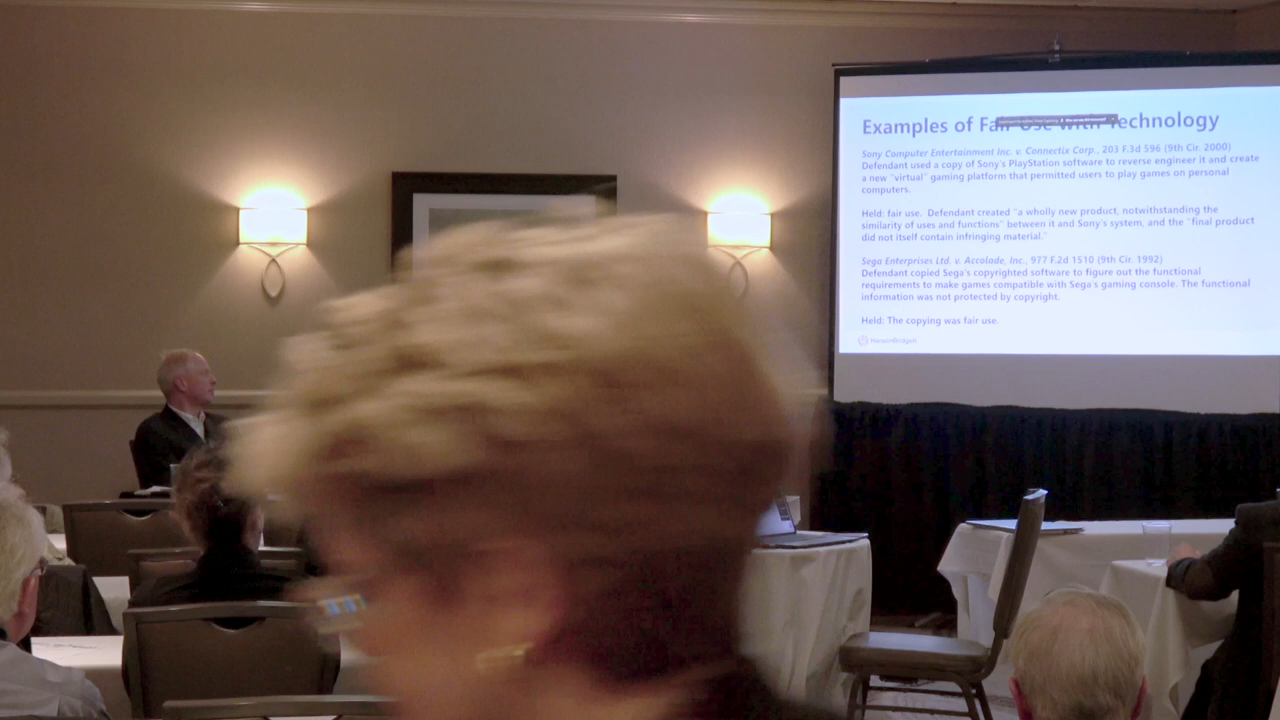 Examples of Fair Use with Technology
Sony Computer Entertainment Inc. v. Connectix Corp., 203 F.3d 596 (9th Cir. 2000)
Defendant used a copy of Sony's PlayStation software to reverse engineer it and create
a new "virtual" gaming platform that permitted users to play games on personal
computers.
Held: fair use. Defendant created "a wholly new product, notwithstanding the
similarity of uses and functions" between it and Sony's system, and the "final product
did not itself contain infringing material."
Sega Enterprises Ltd. v. Accolade, Inc., 977 F.2d 1510 (9th Cir. 1992)
Defendant copied Sega's copyrighted software to figure out the functional
requirements to make games compatible with Sega's gaming console. The functional
information was not protected by copyright.
Held: The copying was fair use.
HansonBridgett